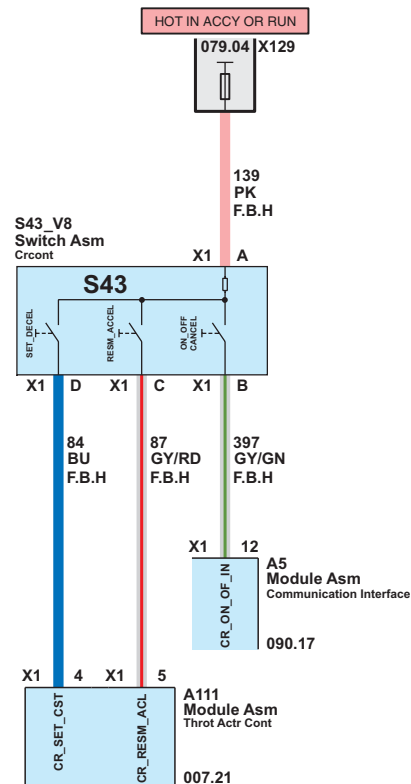 HOT IN ACCY OR RUN
079.04 X129
139
PK
F.B.H
S43_V8
Switch Asm
Crcont
X1 A
S43
SET_DECEL
RESM_ACCEL
ON_OFF
CANCEL
X1 D X1 C X1 B
84
BU
F.B.H
87
GY/RD
F.B.H
397
GY/GN
F.B.H
X1 12
CR_ON_OF_IN
A5
Module Asm
Communication Interface
090.17
X1 4 X1 5
CR_SET_CST
CR_RESM_ACL
A111
Module Asm
Throt Actr Cont
007.21